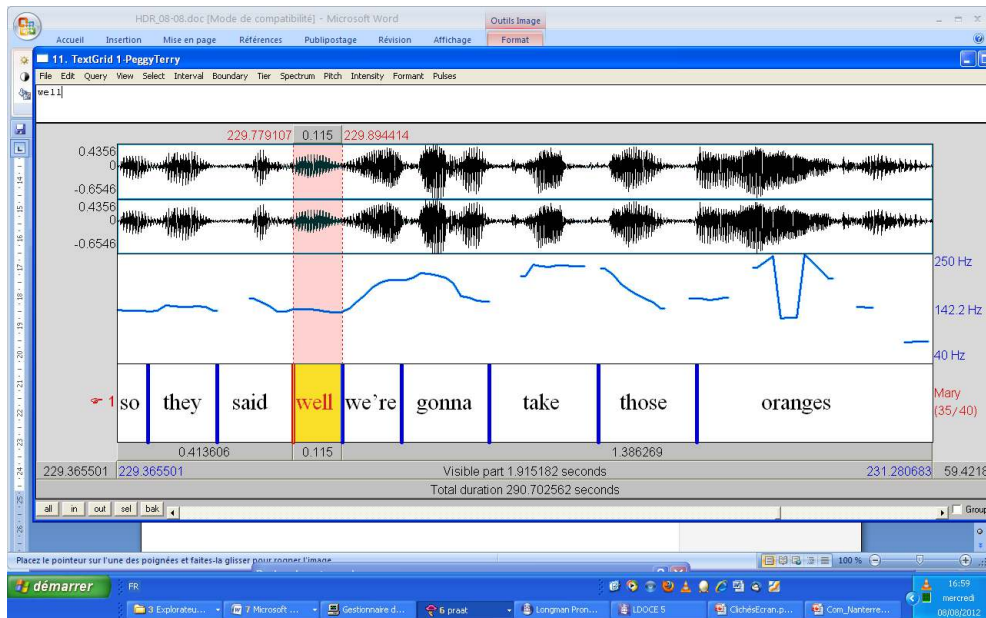 HDR_08-08.doc [Mode de compatibilité] - Microsoft Word
Outils Image
Accueil Insertion Mise en page Références Publipostage Révision Affichage Format
11. TextGrid 1-PeggyTerry
File Edit Query View Select Interval Boundary Tier Spectrum Pitch Intensity Formant Pulses
well
229.779107 0.115 229.894414
0.4356
0
-0.6546
0.4356
0
-0.6546
250 Hz
142.2 Hz
40 Hz
1 so they said well we're gonna take those oranges
Mary
(35/40)
0.413606 0.115 1.386269
229.365501 229.365501 Visible part 1.915182 seconds 231.280683 59.4218
Total duration 290.702562 seconds
all in out sel bak Group
Placez le pointeur sur l'une des poignées et faites-la glisser pour rogner l'image.
100 %
démarrer FR 16:59
mercredi
3 Explorateu... 7 Microsoft ... Gestionnaire d... 6 praat Longman Pron... LDOCE 5 ClichésEcran.p... Com_Nanterre...
08/08/2012